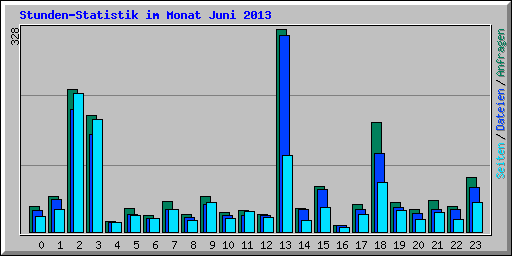 Stunden-Statistik im Monat Juni 2013
328
Seiten / Dateien / Anfragen
0 1 2 3 4 5 6 7 8 9 10 11 12 13 14 15 16 17 18 19 20 21 22 23